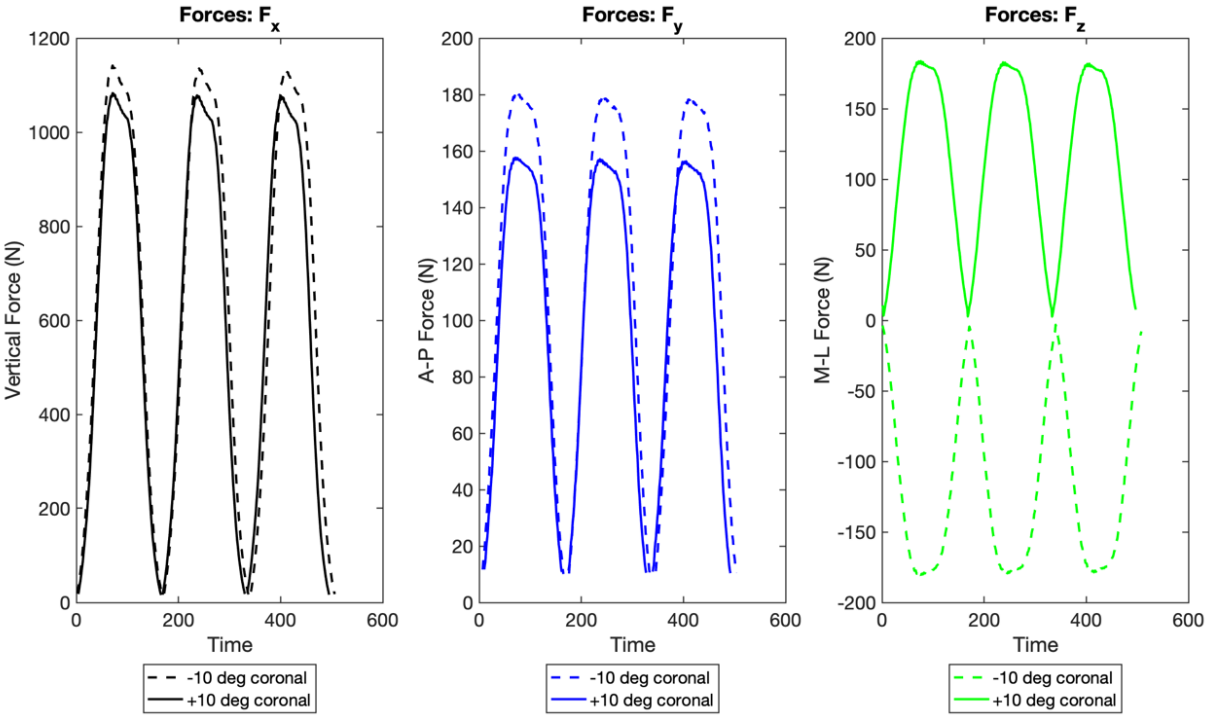 Forces: Fx
1200
1000
800
600
400
200
0
Vertical Force (N)
0 200 400 600
Time
-10 deg coronal
+10 deg coronal
Forces: Fy
200
180
160
140
120
100
80
60
40
20
0
A-P Force (N)
0 200 400 600
Time
-10 deg coronal
+10 deg coronal
Forces: Fz
200
150
100
50
0
-50
-100
-150
-200
M-L Force (N)
0 200 400 600
Time
-10 deg coronal
+10 deg coronal